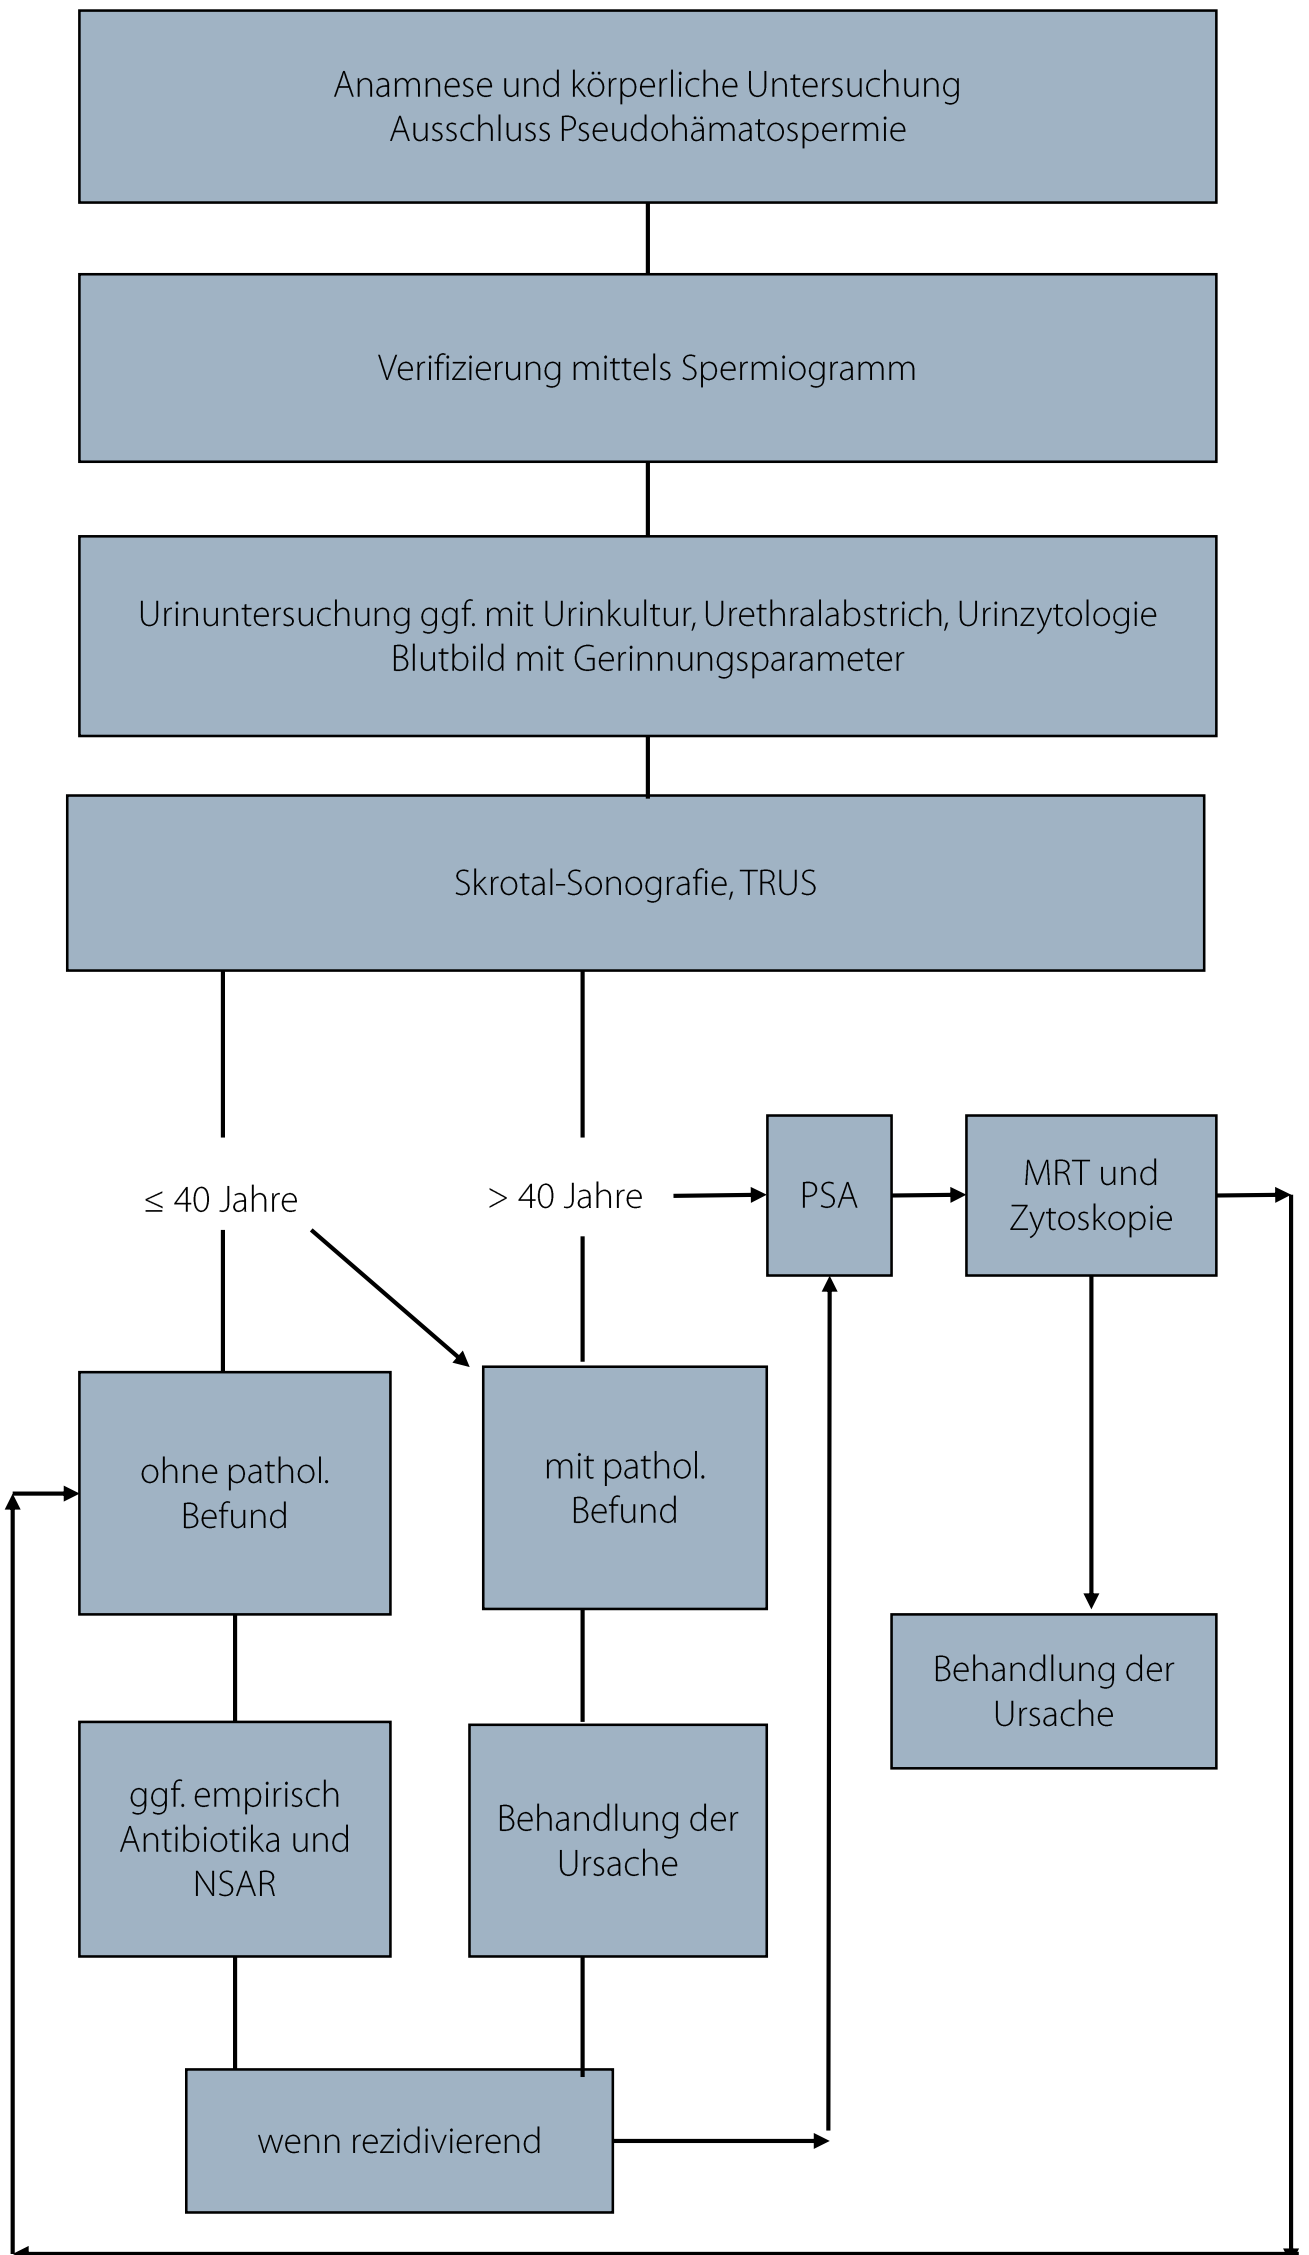 Anamnese und körperliche Untersuchung
Ausschluss Pseudohämatospermie
Verifizierung mittels Spermiogramm
Urinuntersuchung ggf. mit Urinkultur, Urethralabstrich, Urinzytologie
Blutbild mit Gerinnungsparameter
Skrotal-Sonografie, TRUS
≤ 40 Jahre
> 40 Jahre
PSA
MRT und
Zytoskopie
ohne pathol.
Befund
mit pathol.
Befund
Behandlung der
Ursache
ggf. empirisch
Antibiotika und
NSAR
Behandlung der
Ursache
wenn rezidivierend